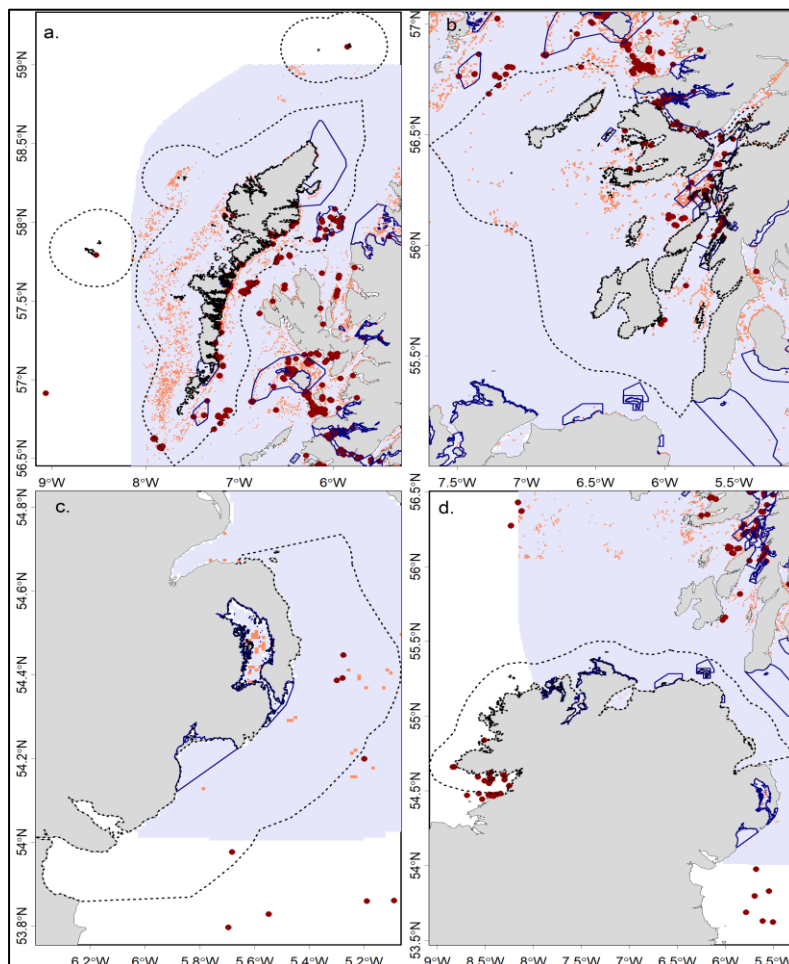 a.
59°N
58.5°N
58°N
57.5°N
57°N
56.5°N
9°W 8°W 7°W 6°W
b.
57°N
56.5°N
56°N
55.5°N
7.5°W 7°W 6.5°W 6°W 5.5°W
c.
54.8°N
54.6°N
54.4°N
54.2°N
54°N
53.8°N
6.2°W 6°W 5.8°W 5.6°W 5.4°W 5.2°W
d.
56.5°N
56°N
55.5°N
55°N
54.5°N
54°N
53.5°N
9°W 8.5°W 8°W 7.5°W 7°W 6.5°W 6°W 5.5°W